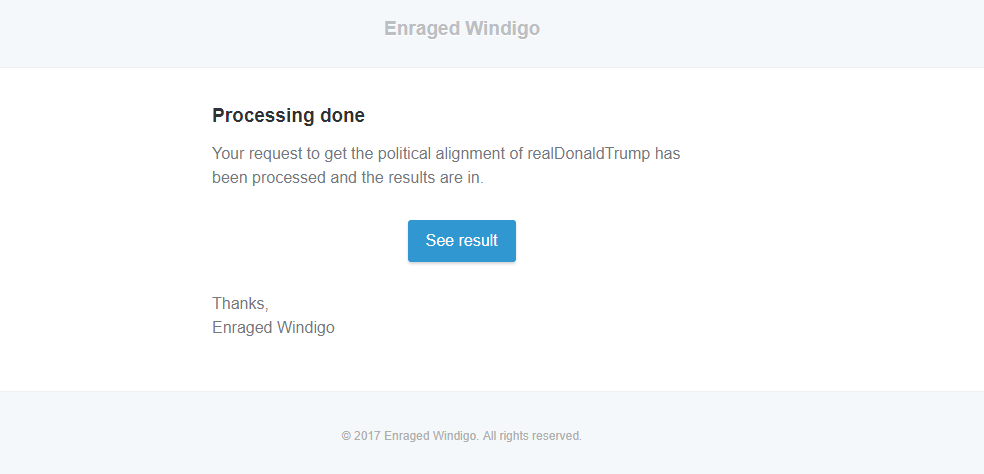 Enraged Windigo
Processing done
Your request to get the political alignment of realDonaldTrump has
been processed and the results are in.
See result
Thanks,
Enraged Windigo
© 2017 Enraged Windigo. All rights reserved.